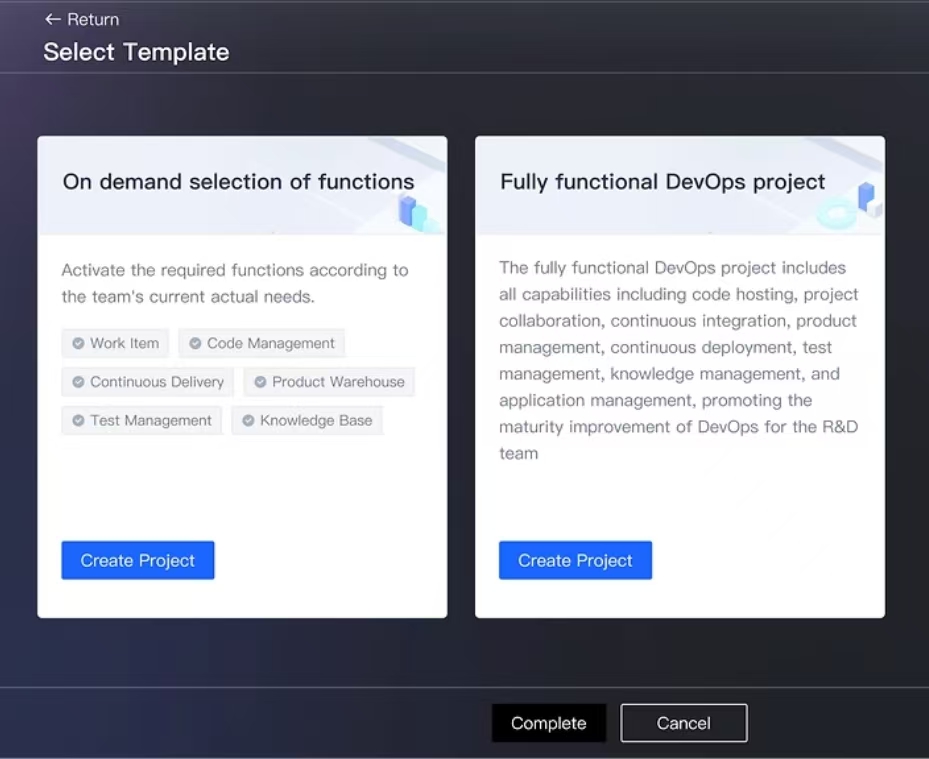 ← Return
Select Template
On demand selection of functions
Activate the required functions according to
the team's current actual needs.
Work Item
Code Management
Continuous Delivery
Product Warehouse
Test Management
Knowledge Base
Create Project
Fully functional DevOps project
The fully functional DevOps project includes
all capabilities including code hosting, project
collaboration, continuous integration, product
management, continuous deployment, test
management, knowledge management, and
application management, promoting the
maturity improvement of DevOps for the R&D
team
Create Project
Complete
Cancel